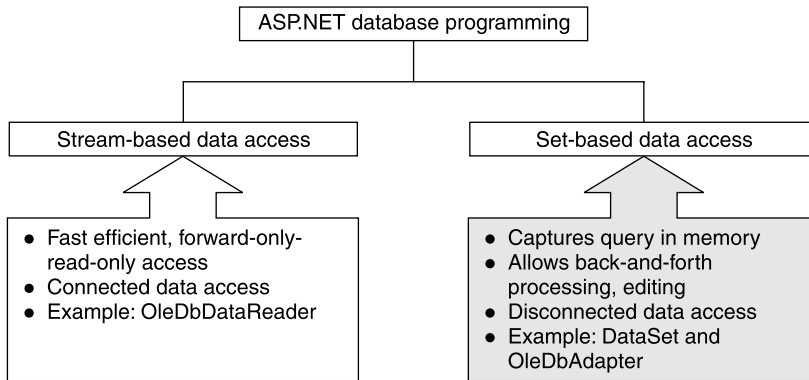 ASP.NET database programming
Stream-based data access
Set-based data access
● Fast efficient, forward-only-
read-only access
● Connected data access
● Example: OleDbDataReader
● Captures query in memory
● Allows back-and-forth
processing, editing
● Disconnected data access
● Example: DataSet and
OleDbAdapter